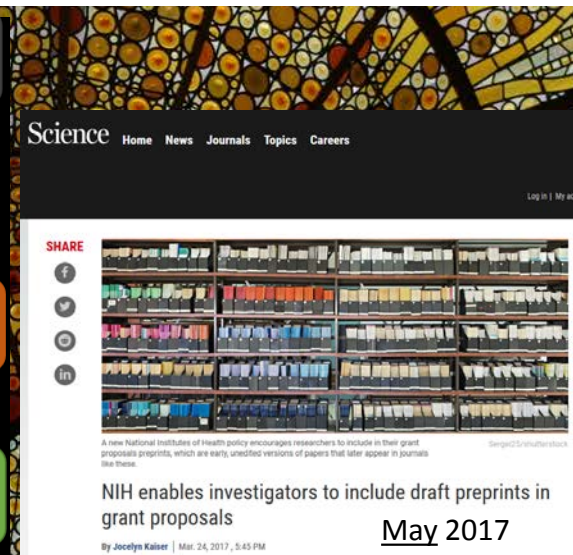 Science Home News Journals Topics Careers
Log in | My ac
SHARE
A new National Institutes of Health policy encourages researchers to include in their grant
proposals preprints, which are early, unedited versions of papers that later appear in journals
like these.
Sergei25/shutterstock
NIH enables investigators to include draft preprints in
grant proposals
May 2017
By Jocelyn Kaiser | Mar. 24, 2017 , 5:45 PM